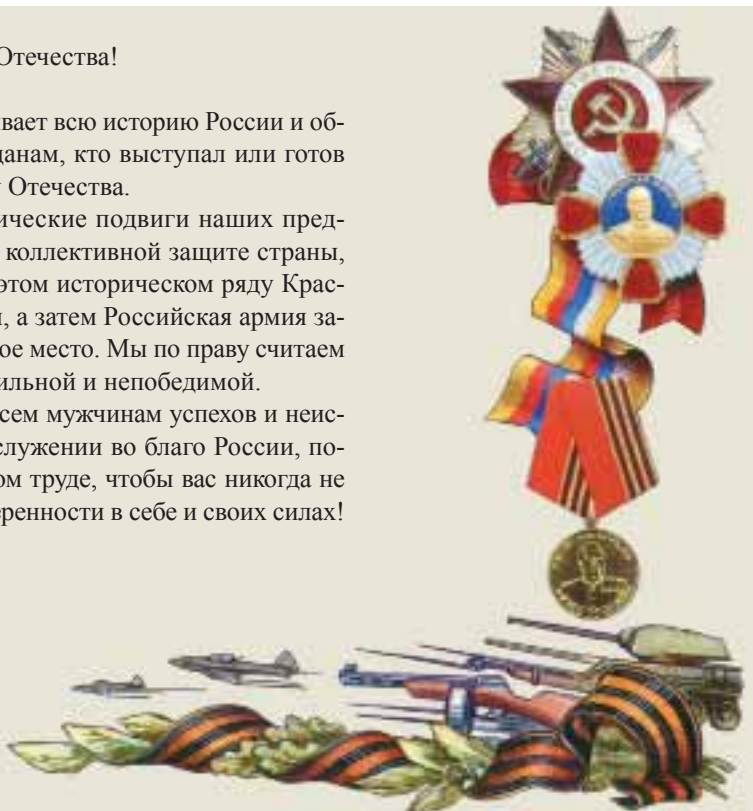 Отечества!
вает всю историю России и об-
данам, кто выступал или готов
Отечества.
ические подвиги наших пред-
коллективной защите страны,
этом историческом ряду Крас-
, а затем Российская армия за-
ое место. Мы по праву считаем
ильной и непобедимой.
сем мужчинам успехов и неис-
служении во благо России, по-
ом труде, чтобы вас никогда не
еренности в себе и своих силах!